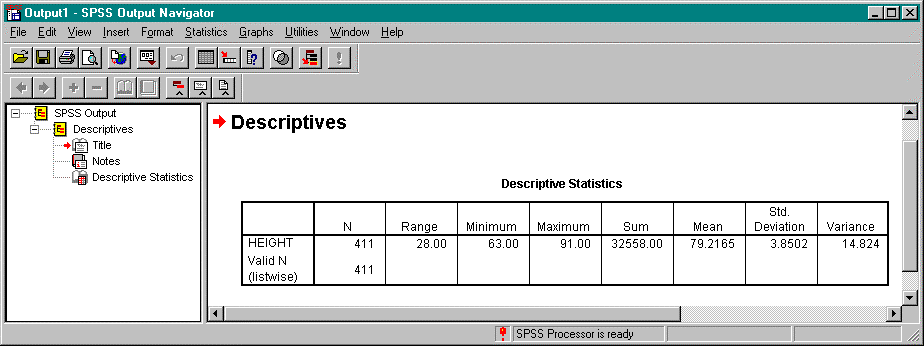 Output1 - SPSS Output Navigator
File Edit View Insert Format Statistics Graphs Utilities Window Help
SPSS Output
Descriptives
Title
Notes
Descriptive Statistics
Descriptives
Descriptive Statistics
N Range Minimum Maximum Sum Mean Std. Deviation Variance
HEIGHT 411 28.00 63.00 91.00 32558.00 79.2165 3.8502 14.824
Valid N (listwise) 411
SPSS Processor is ready